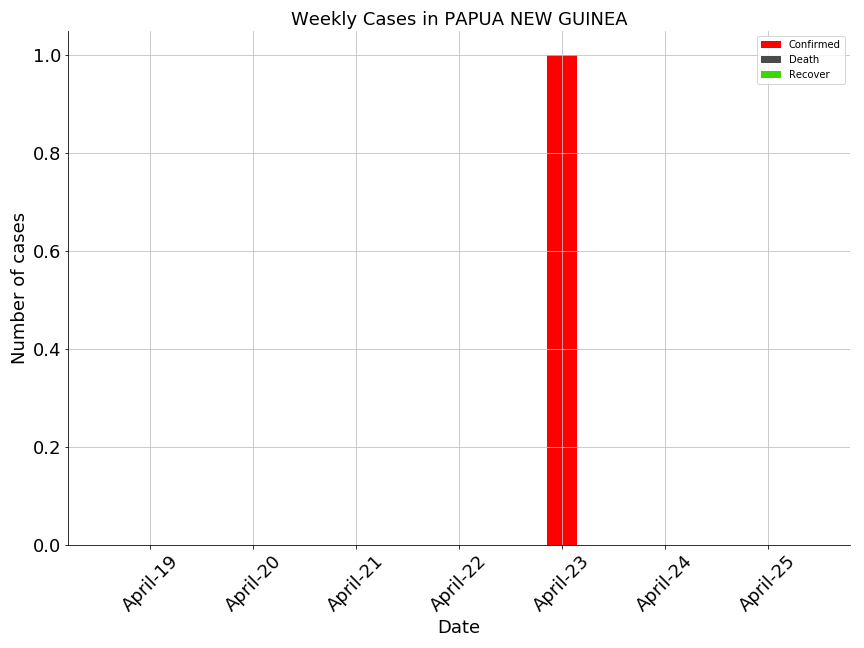 Weekly Cases in PAPUA NEW GUINEA
Confirmed
Death
Recover
Number of cases
1.0
0.8
0.6
0.4
0.2
0.0
April-19
April-20
April-21
April-22
April-23
April-24
April-25
Date